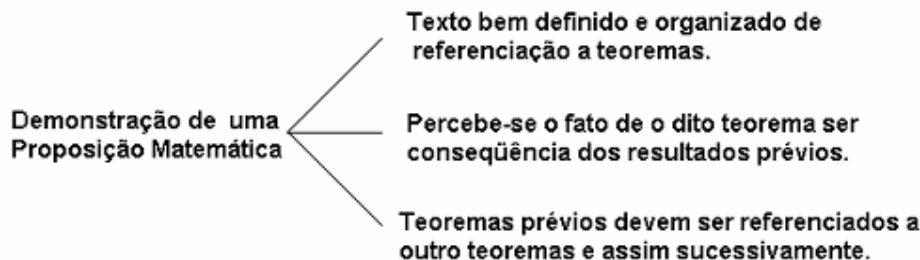 Texto bem definido e organizado de
referenciação a teoremas.
Demonstração de uma
Proposição Matemática
Percebe-se o fato de o dito teorema ser
conseqüência dos resultados prévios.
Teoremas prévios devem ser referenciados a
outro teoremas e assim sucessivamente.